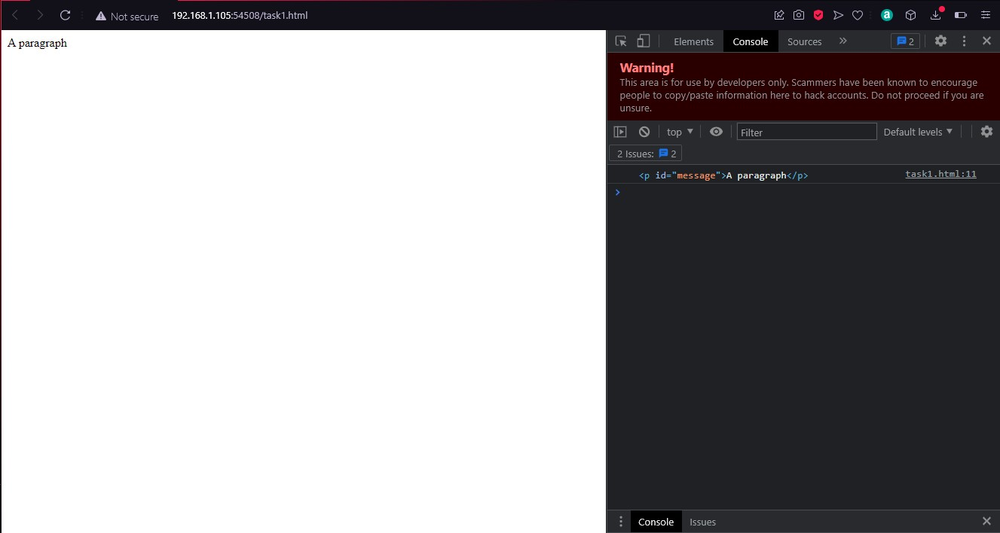 Not secure 192.168.1.105:54508/task1.html
a
A paragraph
Elements Console Sources 2
Warning!
This area is for use by developers only. Scammers have been known to encourage
people to copy/paste information here to hack accounts. Do not proceed if you are
unsure.
top Filter Default levels
2 Issues: 2
<p id="message">A paragraph</p> task1.html:11
Console Issues